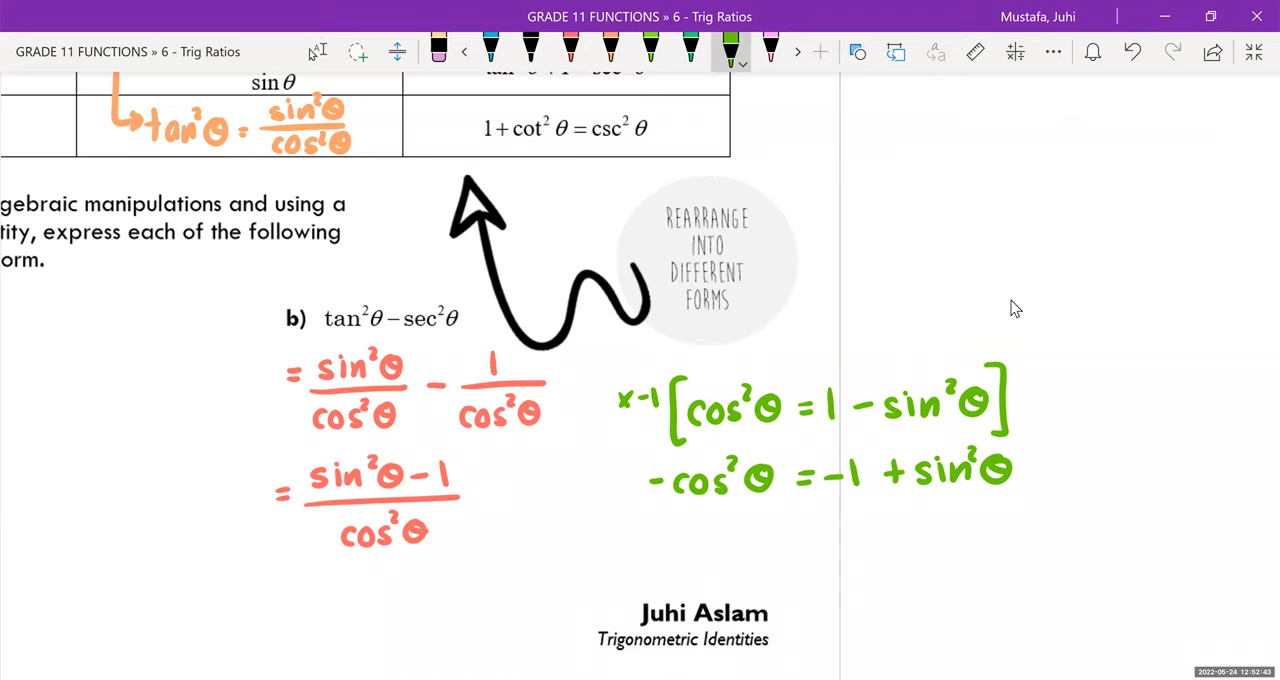 GRADE 11 FUNCTIONS » 6 - Trig Ratios
Mustafa, Juhi
GRADE 11 FUNCTIONS » 6 - Trig Ratios
sin θ
tan²θ = sin²θ / cos²θ
1 + cot² θ = csc² θ
gebraic manipulations and using a
tity, express each of the following
orm.
REARRANGE
INTO
DIFFERENT
FORMS
b) tan²θ − sec²θ
= sin²θ / cos²θ − 1 / cos²θ
x -1 [cos²θ = 1 − sin²θ]
-cos²θ = -1 + sin²θ
= sin²θ − 1 / cos²θ
Juhi Aslam
Trigonometric Identities
2022-05-24 12:52:43